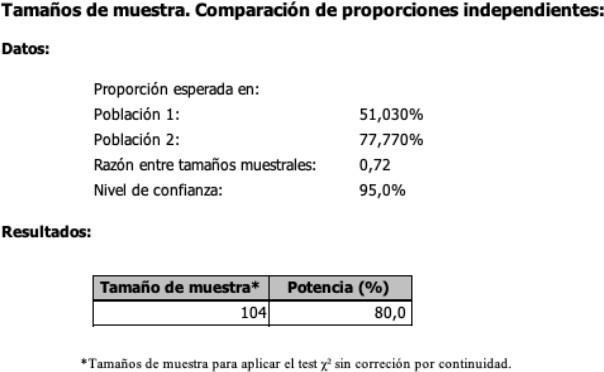 Tamaños de muestra. Comparación de proporciones independientes:
Datos:
Proporción esperada en:
Población 1: 51,030%
Población 2: 77,770%
Razón entre tamaños muestrales: 0,72
Nivel de confianza: 95,0%
Resultados:
Tamaño de muestra* Potencia (%)
104 80,0
*Tamaños de muestra para aplicar el test χ² sin correción por continuidad.